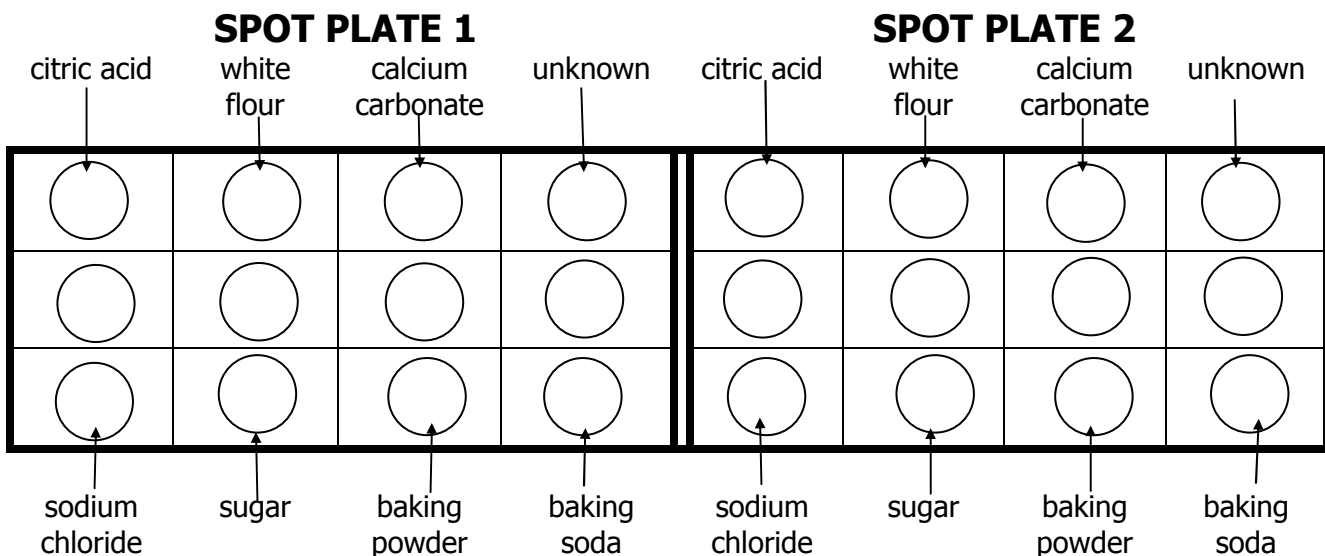 SPOT PLATE 1 SPOT PLATE 2
citric acid white calcium unknown citric acid white calcium unknown
flour carbonate flour carbonate
sodium sugar baking baking sodium sugar baking baking
chloride powder soda chloride powder soda